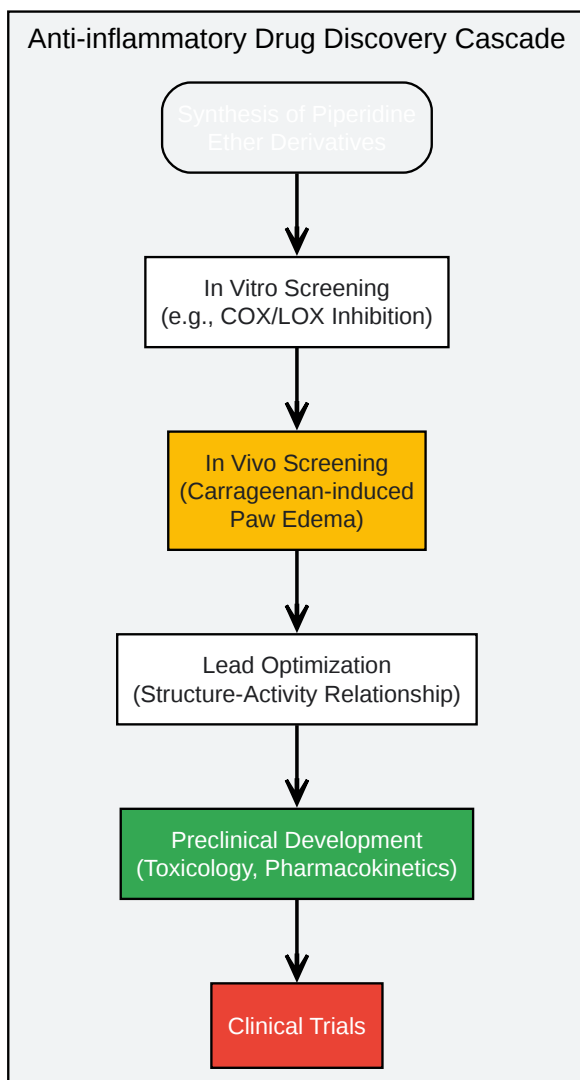 Anti-inflammatory Drug Discovery Cascade
Synthesis of Piperidine
Ether Derivatives
In Vitro Screening
(e.g., COX/LOX Inhibition)
In Vivo Screening
(Carrageenan-induced
Paw Edema)
Lead Optimization
(Structure-Activity Relationship)
Preclinical Development
(Toxicology, Pharmacokinetics)
Clinical Trials